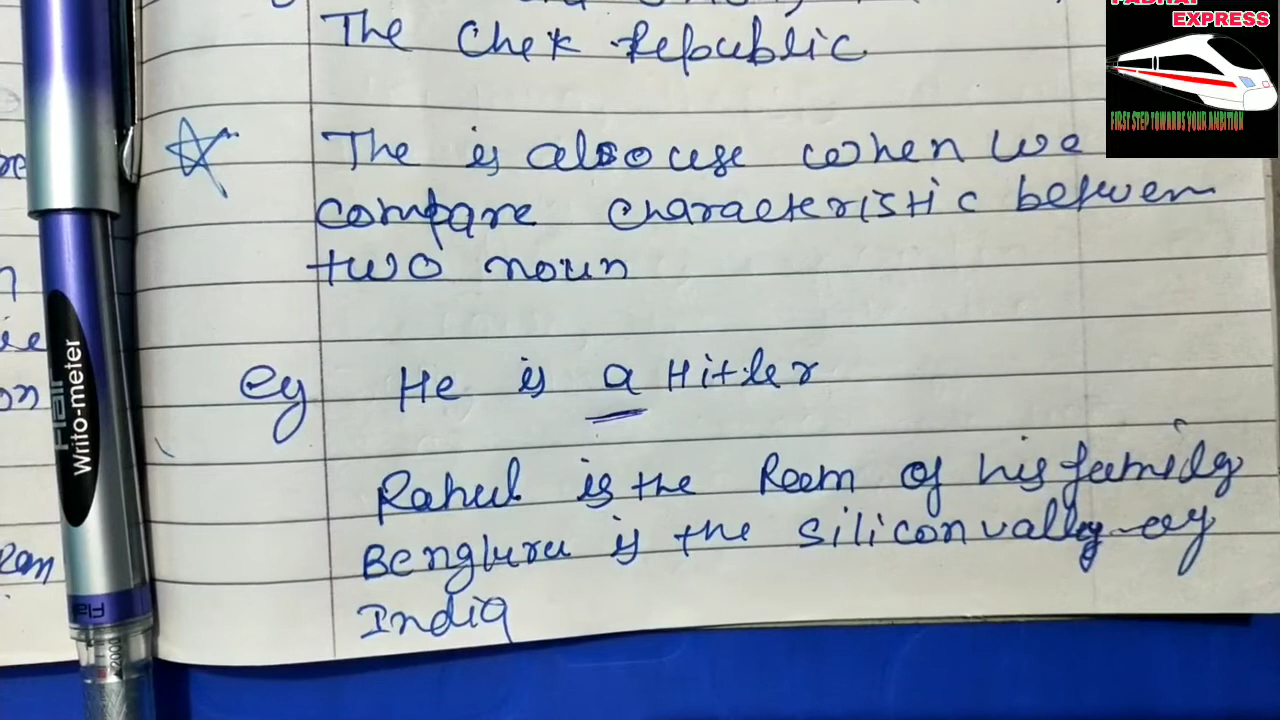 PADHAI
EXPRESS
FIRST STEP TOWARDS YOUR AMBITION
The Chek Republic
The is also use when we
compare characteristic between
two noun
eg He is a Hitler
Rahul is the Ram of his family
Bengluru is the silicon vally of
India
Flair
Writo-meter